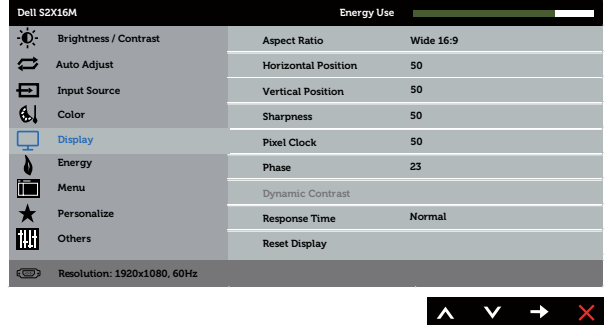 Dell S2X16M Energy Use
Brightness / Contrast
Auto Adjust
Input Source
Color
Display
Energy
Menu
Personalize
Others
Aspect Ratio Wide 16:9
Horizontal Position 50
Vertical Position 50
Sharpness 50
Pixel Clock 50
Phase 23
Dynamic Contrast
Response Time Normal
Reset Display
Resolution: 1920x1080, 60Hz